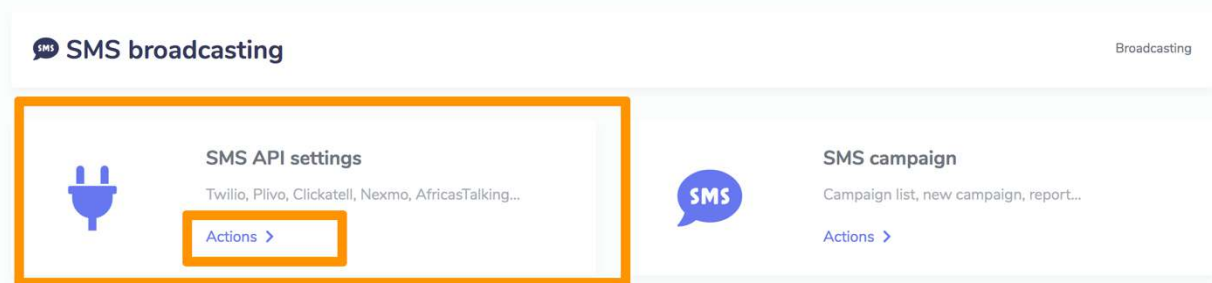 SMS SMS broadcasting
Broadcasting
SMS API settings
Twilio, Plivo, Clickatell, Nexmo, AfricasTalking...
Actions >
SMS
SMS campaign
Campaign list, new campaign, report...
Actions >